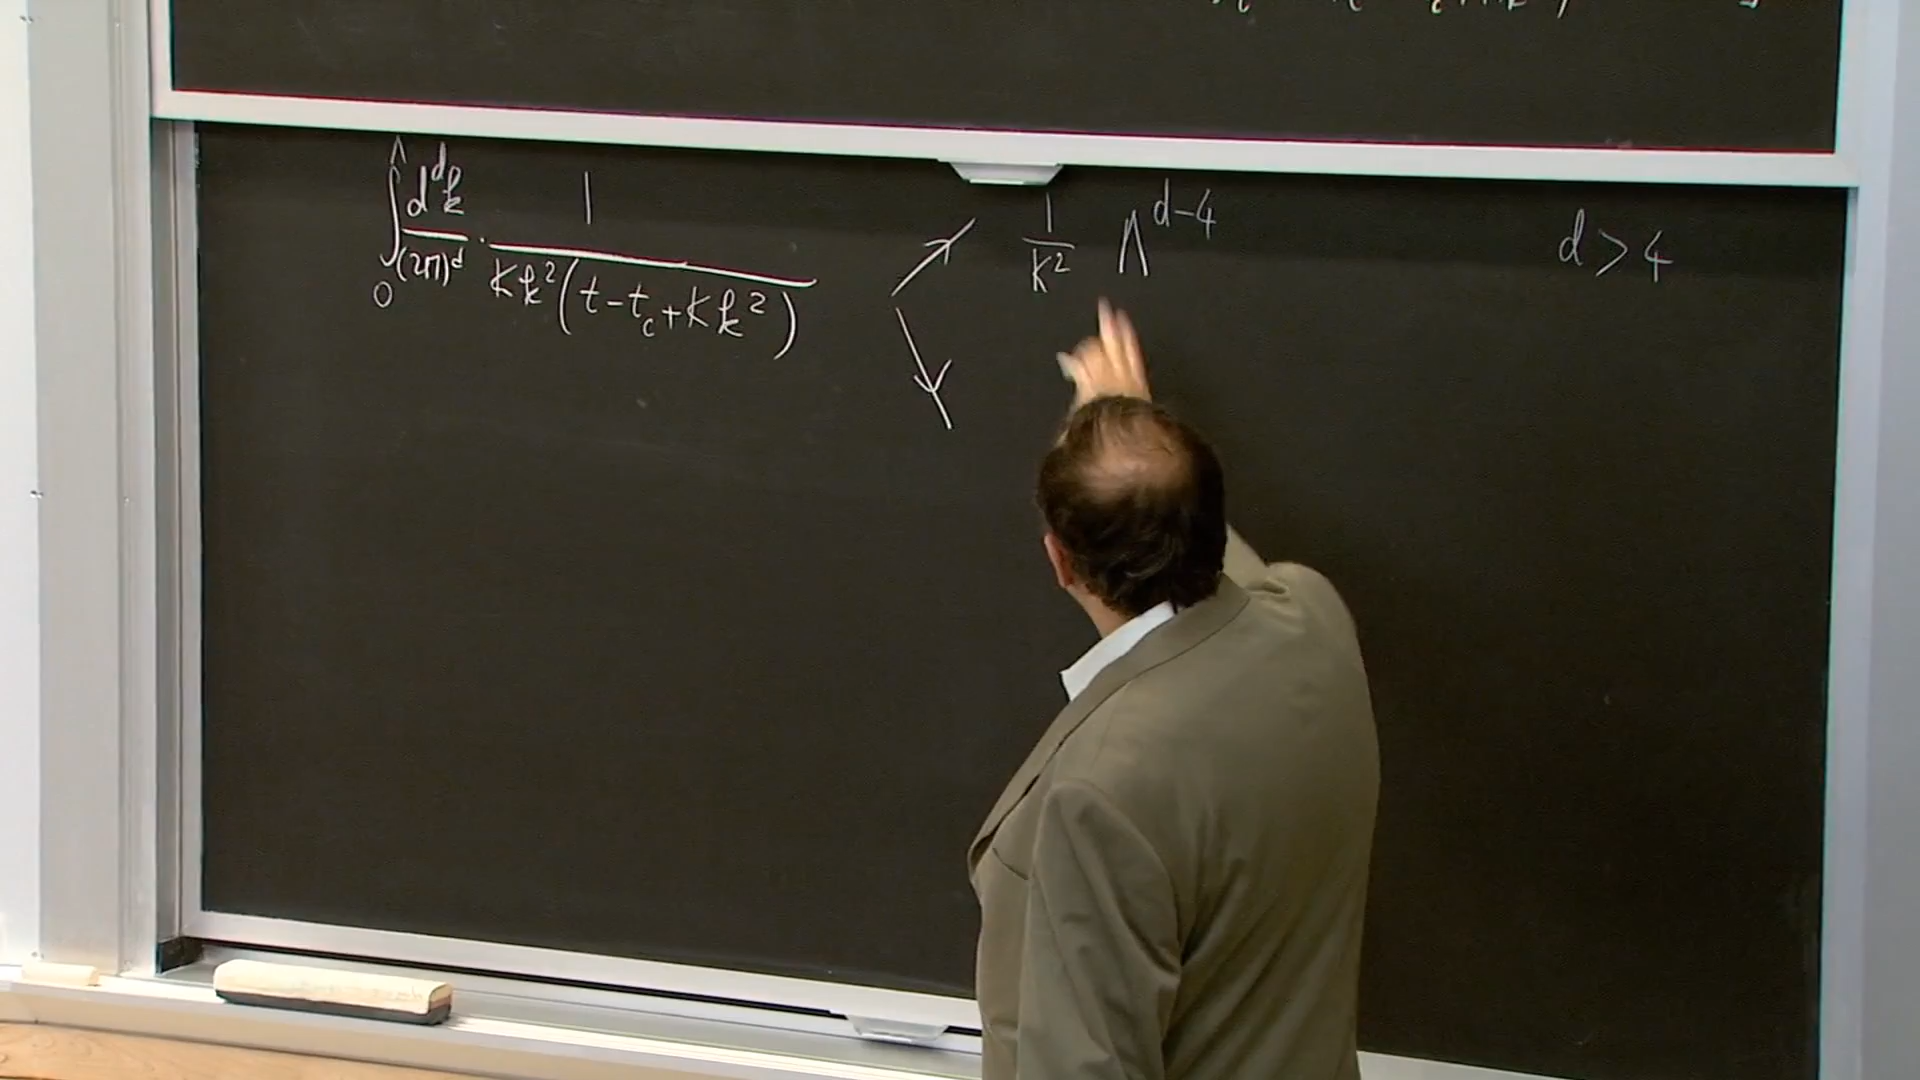 ∫₀^Λ d^dk/(2π)^d · 1/(Kk²(t-t_c+Kk²))
1/K² Λ^(d-4) d>4